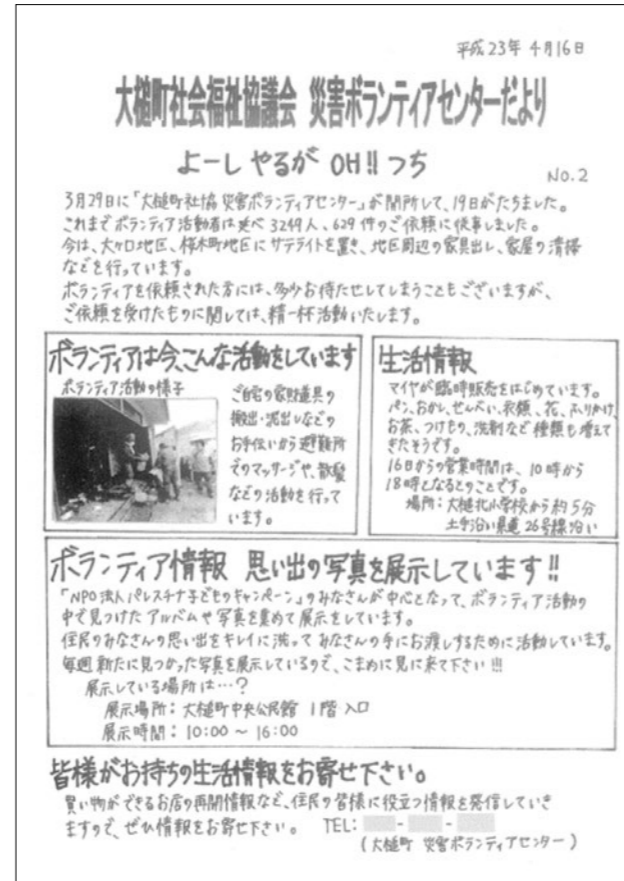 平成23年 4月16日
大槌町社会福祉協議会 災害ボランティアセンターだより
よーし やるが OH!! つち
No.2
3月29日に「大槌町社協 災害ボランティアセンター」が開所して、19日がたちました。
これまでボランティア活動者は延べ 3249人、629件のご依頼に従事しました。
今は、大ケ口地区、桜木町地区にサテライトを置き、地区周辺の家具出し、家屋の清掃
などを行っています。
ボランティアを依頼された方には、多少お待たせしてしまうこともございますが、
ご依頼を受けたものに関しては、精一杯活動いたします。
ボランティアは今、こんな活動をしています
ボランティア活動の様子
ご自宅の家財道具の
搬出・泥出しなどの
お手伝いから避難所
でのマッサージや、散髪
などの活動を行って
います。
生活情報
マイヤが臨時販売をはじめています。
パン、おかし、せんべい、衣類、花、ふりかけ、
お茶、つけもの、洗剤など種類も増えて
きたそうです。
16日からの営業時間は、10時から
18時となるとのことです。
場所：大槌北小学校から約5分
土手沿い県道26号線沿い
ボランティア情報 思い出の写真を展示しています!!
「NPO法人パレスチナ子どものキャンペーン」のみなさんが中心となって、ボランティア活動の
中で見つけたアルバムや写真を集めて展示をしています。
住民のみなさんの思い出をキレイに洗って みなさんの手にお渡しするために活動しています。
毎週 新たに見つかった写真を展示しているので、こまめに見に来て下さい!!!
展示している場所は…?
展示場所：大槌町中央公民館 1階 入口
展示時間：10:00 ～ 16:00
皆様がお持ちの生活情報をお寄せ下さい。
買い物ができるお店の再開情報など、住民の皆様に役立つ情報を発信していき
ますので、ぜひ情報をお寄せ下さい。 TEL: - -
(大槌町 災害ボランティアセンター)